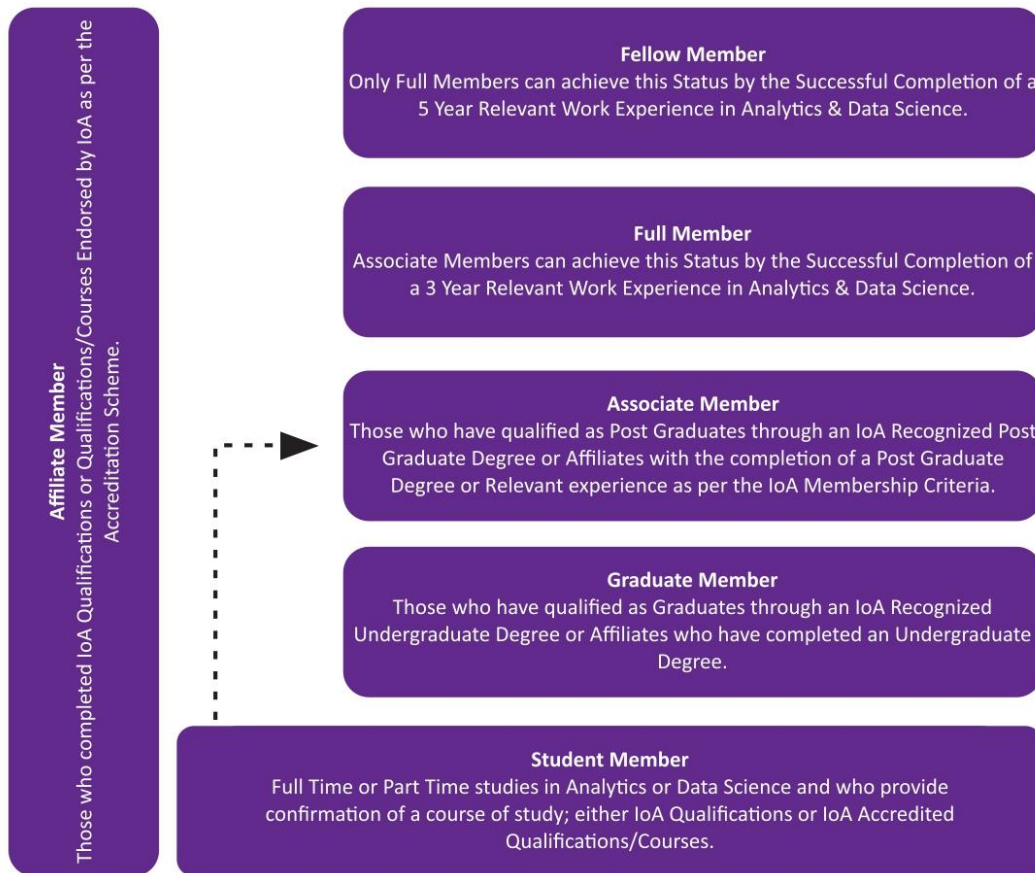 Affiliate Member
Those who completed IoA Qualifications or Qualifications/Courses Endorsed by IoA as per the
Accreditation Scheme.
Fellow Member
Only Full Members can achieve this Status by the Successful Completion of a
5 Year Relevant Work Experience in Analytics & Data Science.
Full Member
Associate Members can achieve this Status by the Successful Completion of
a 3 Year Relevant Work Experience in Analytics & Data Science.
Associate Member
Those who have qualified as Post Graduates through an IoA Recognized Post
Graduate Degree or Affiliates with the completion of a Post Graduate
Degree or Relevant experience as per the IoA Membership Criteria.
Graduate Member
Those who have qualified as Graduates through an IoA Recognized
Undergraduate Degree or Affiliates who have completed an Undergraduate
Degree.
Student Member
Full Time or Part Time studies in Analytics or Data Science and who provide
confirmation of a course of study; either IoA Qualifications or IoA Accredited
Qualifications/Courses.